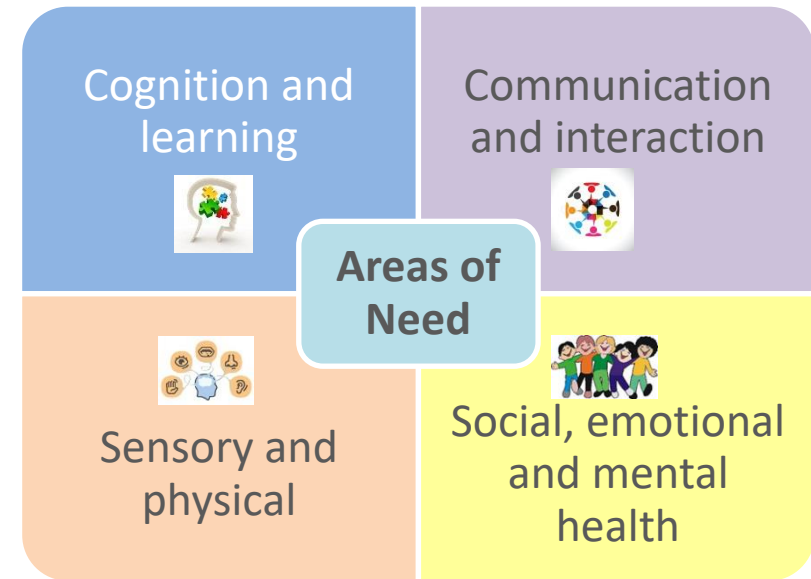 Cognition and
learning
Communication
and interaction
Areas of
Need
Sensory and
physical
Social, emotional
and mental
health